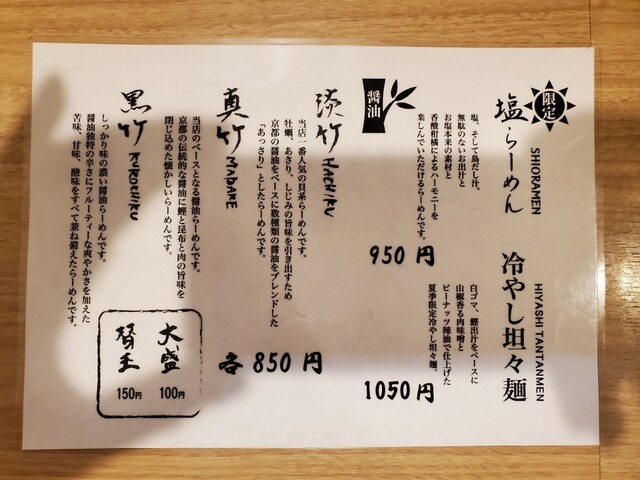 限定
塩らーめん
SHIORAMEN
塩、そして鳥だし汁。
無駄のないお出汁と
お塩本来の素材と
香酸柑橘によるハーモニーを
楽しんでいただけるらーめんです。
950円
冷やし坦々麺
HIYASHI TANTANMEN
白ゴマ、鰹出汁をベースに
山椒香る肉味噌と
ピーナッツ辣油で仕上げた
夏季限定冷やし坦々麺
1050円
醤油
淡竹
HACHIKU
当店一番人気の貝系らーめんです。
牡蠣、あさり、しじみの旨味を引き出すため
京都の醤油をベースに数種類の醤油をブレンドした
「あっさり」としたらーめんです。
真竹
MADAKE
当店のベースとなる醤油らーめんです。
京都の伝統的な醤油に鰹と昆布と肉の旨味を
閉じ込めた懐かしいらーめんです。
黒竹
KUROCHIKU
しっかり味の濃い醤油らーめんです。
醤油独特の辛さにフルーティーな爽やかさを加えた
苦味、甘味、酸味をすべて兼ね備えたらーめんです。
各850円
大盛
100円
替玉
150円